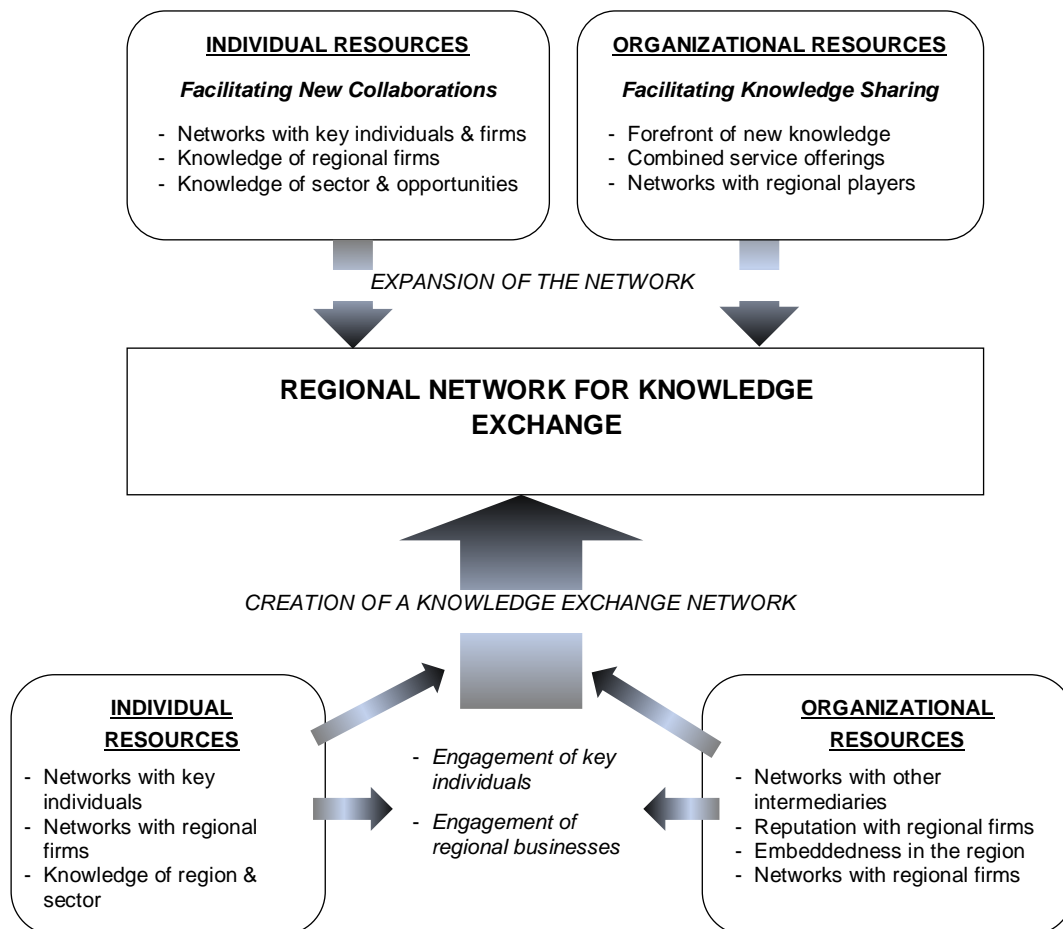 INDIVIDUAL RESOURCES
Facilitating New Collaborations
- Networks with key individuals & firms
- Knowledge of regional firms
- Knowledge of sector & opportunities
ORGANIZATIONAL RESOURCES
Facilitating Knowledge Sharing
- Forefront of new knowledge
- Combined service offerings
- Networks with regional players
EXPANSION OF THE NETWORK
REGIONAL NETWORK FOR KNOWLEDGE
EXCHANGE
CREATION OF A KNOWLEDGE EXCHANGE NETWORK
INDIVIDUAL
RESOURCES
- Networks with key
individuals
- Networks with regional
firms
- Knowledge of region &
sector
- Engagement of key
individuals
- Engagement of
regional businesses
ORGANIZATIONAL
RESOURCES
- Networks with other
intermediaries
- Reputation with regional firms
- Embeddedness in the region
- Networks with regional firms